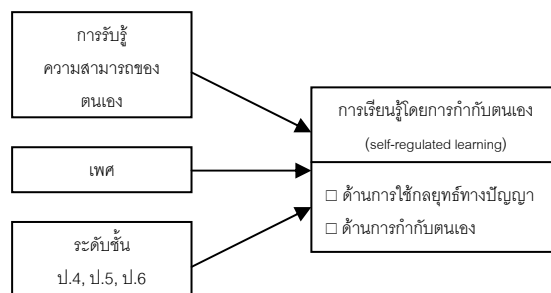 การรับรู้
ความสามารถของ
ตนเอง
เพศ
ระดับชั้น
ป.4, ป.5, ป.6
การเรียนรู้โดยการกำกับตนเอง
(self-regulated learning)
□ ด้านการใช้กลยุทธ์ทางปัญญา
□ ด้านการกำกับตนเอง